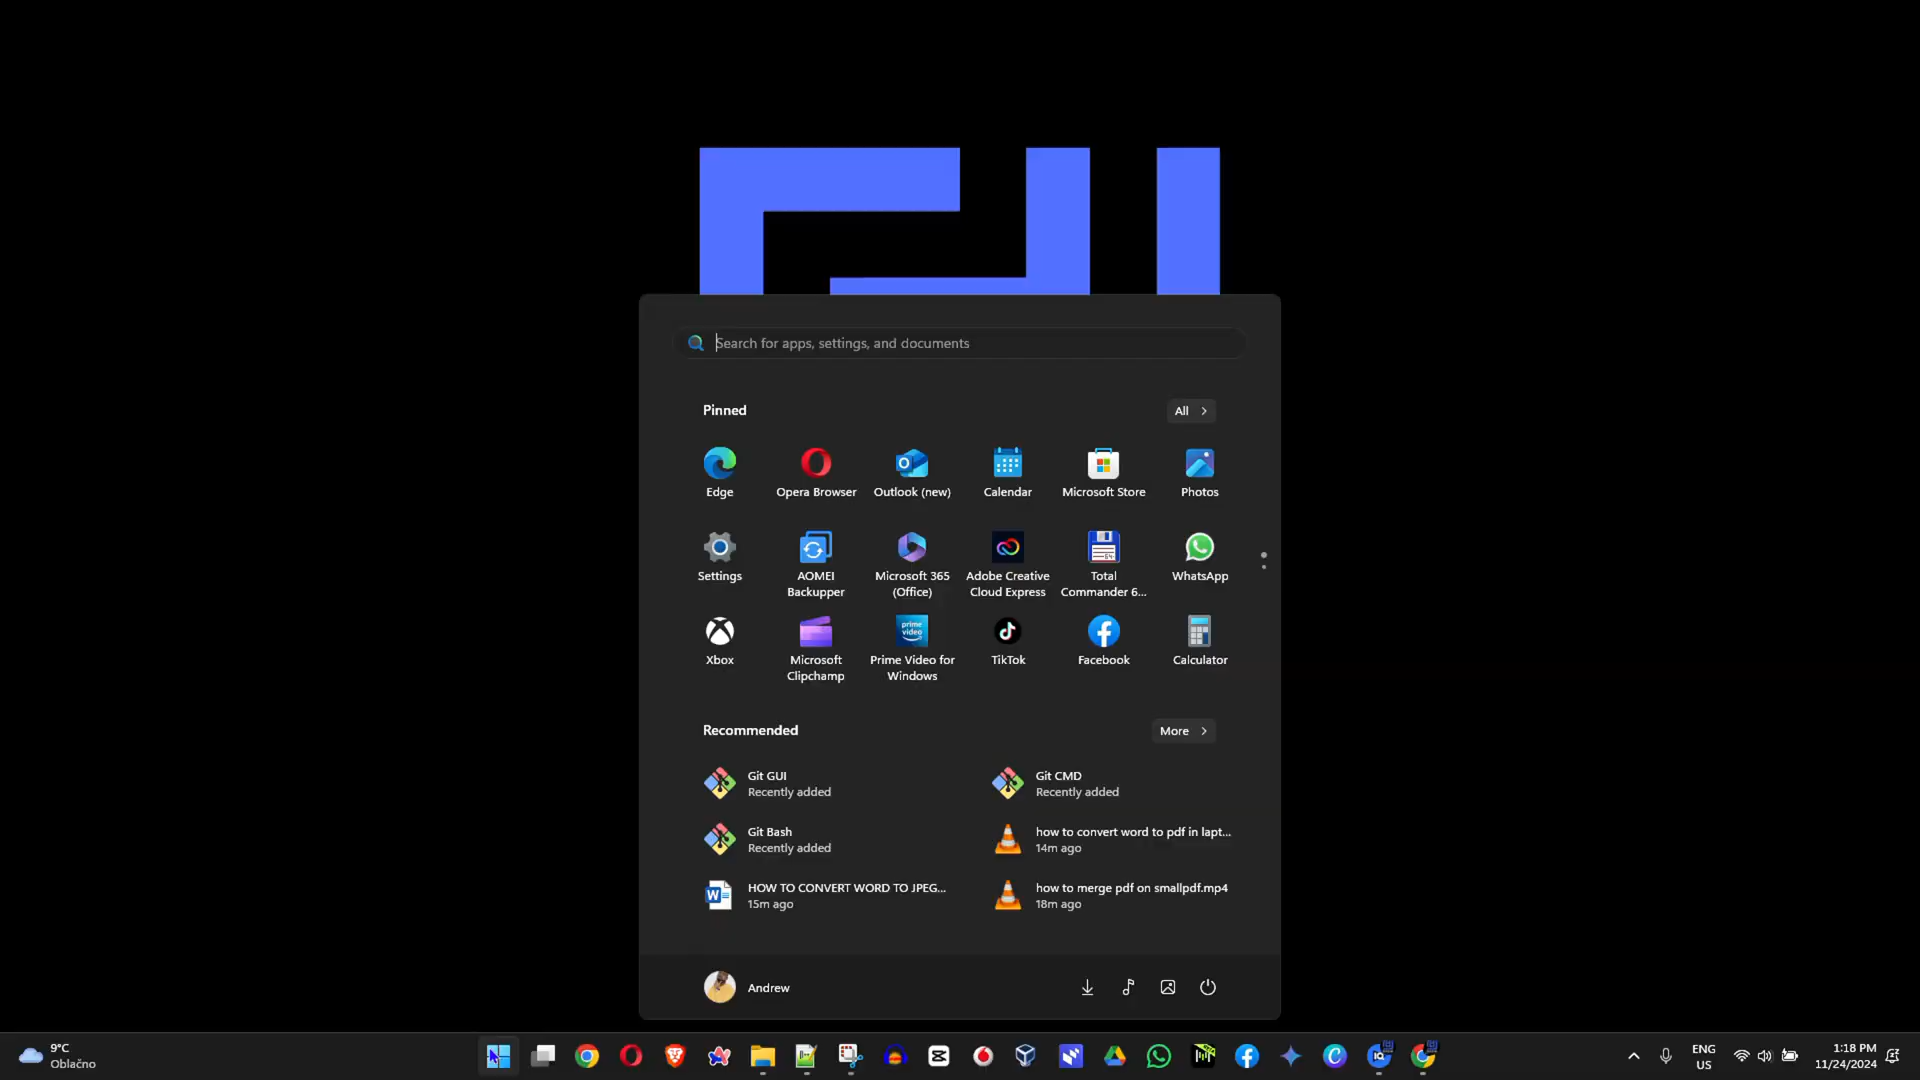 Search for apps, settings, and documents
Pinned
All
Edge
Opera Browser
Outlook (new)
Calendar
Microsoft Store
Photos
Settings
AOMEI
Backupper
Microsoft 365
(Office)
Adobe Creative
Cloud Express
Total
Commander 6...
WhatsApp
Xbox
Microsoft
Clipchamp
Prime Video for
Windows
TikTok
Facebook
Calculator
Recommended
More
Git GUI
Recently added
Git CMD
Recently added
Git Bash
Recently added
how to convert word to pdf in lapt...
14m ago
HOW TO CONVERT WORD TO JPEG...
15m ago
how to merge pdf on smallpdf.mp4
18m ago
Andrew
9°C
Oblačno
ENG
US
1:18 PM
11/24/2024